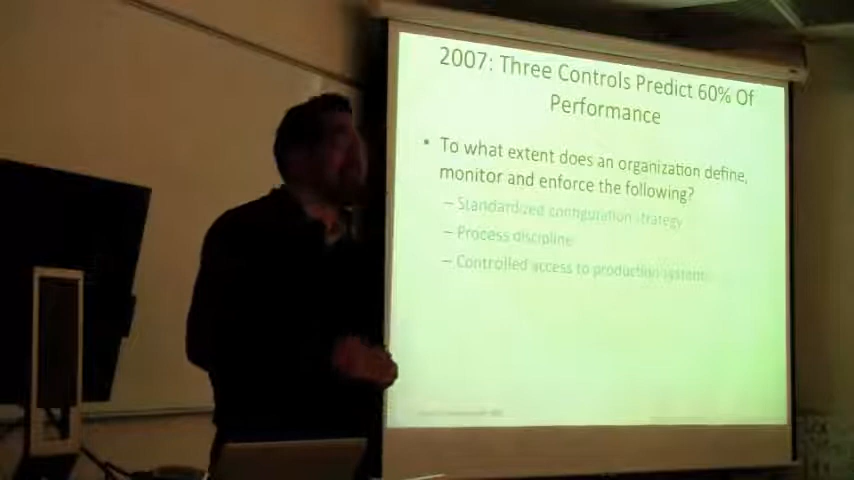 2007: Three Controls Predict 60% Of
Performance
• To what extent does an organization define,
monitor and enforce the following?
– Standardized configuration strategy
– Process discipline
– Controlled access to production systems